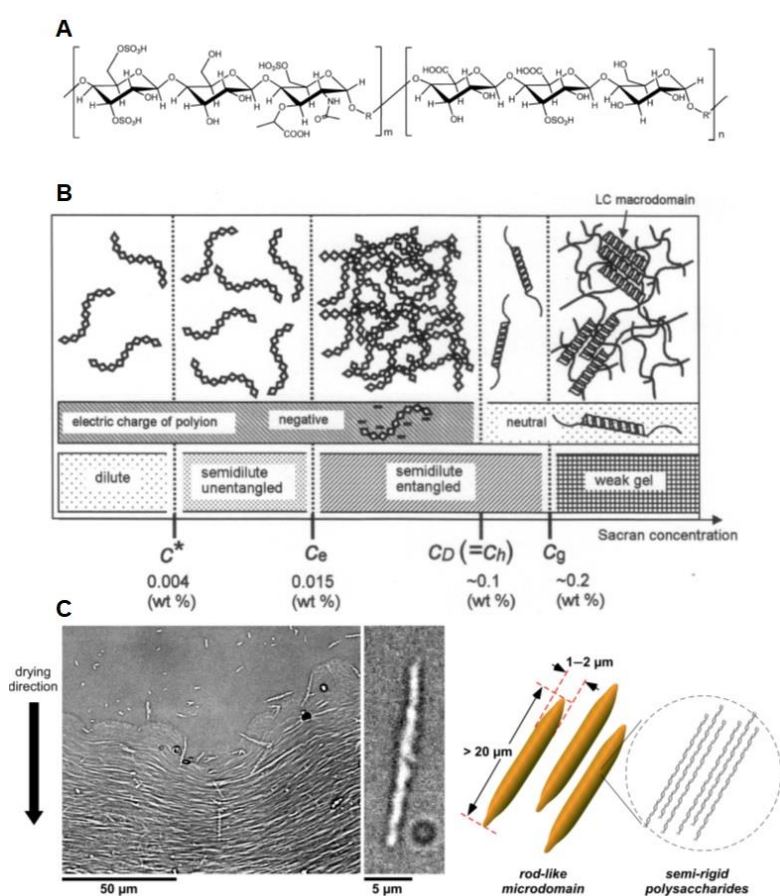 A
OSO₃H
OH
HO₃SO
O
H
OH
NH
COOH
R
m
HOOC
HOOC
HO
OH
OSO₃H
R
n
B
LC macrodomain
electric charge of polyion
negative
neutral
dilute
semidilute
unentangled
semidilute
entangled
weak gel
Sacran concentration
C*
Ce
CD (=Ch)
Cg
0.004
(wt %)
0.015
(wt %)
~0.1
(wt %)
~0.2
(wt %)
C
drying
direction
50 µm
5 µm
1–2 µm
> 20 µm
rod-like
microdomain
semi-rigid
polysaccharides